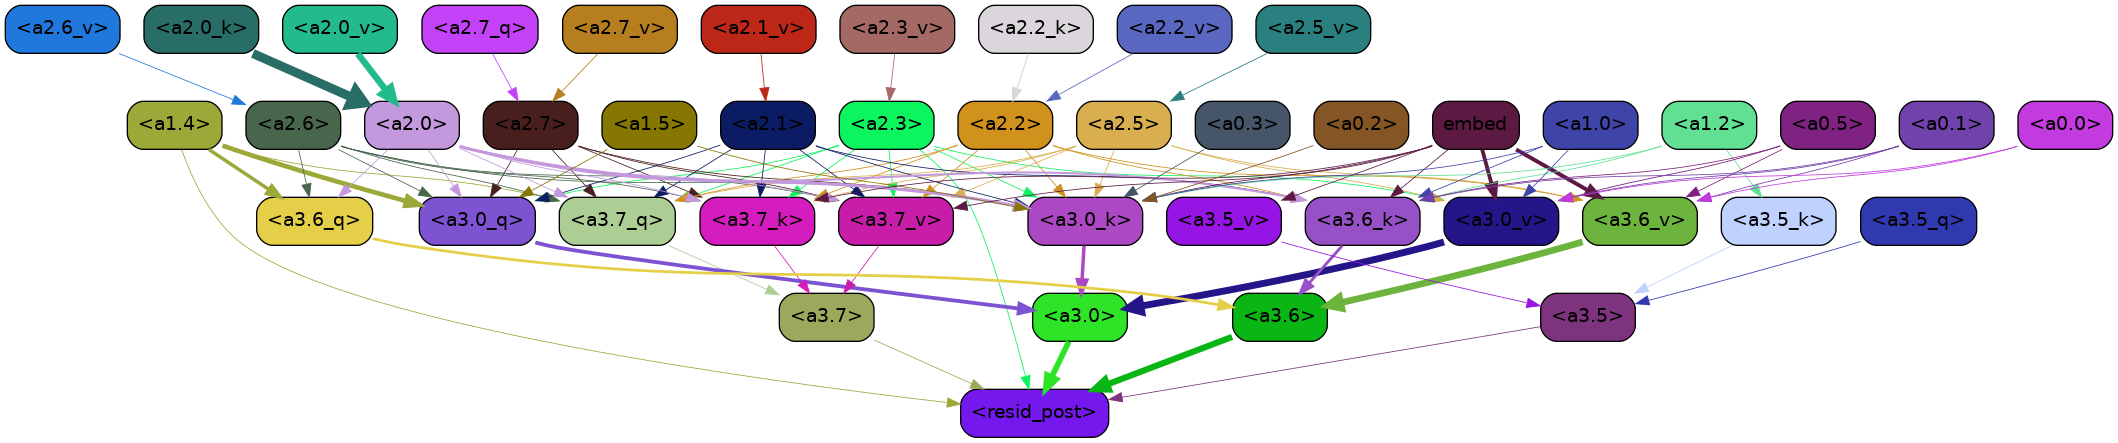 <a2.6_v> <a2.0_k> <a2.0_v> <a2.7_q> <a2.7_v> <a2.1_v> <a2.3_v> <a2.2_k> <a2.2_v> <a2.5_v>
<a1.4> <a2.6> <a2.0> <a2.7> <a1.5> <a2.1> <a2.3> <a2.2> <a2.5> <a0.3> <a0.2> embed <a1.0> <a1.2> <a0.5> <a0.1> <a0.0>
<a3.6_q> <a3.0_q> <a3.7_q> <a3.7_k> <a3.7_v> <a3.0_k> <a3.5_v> <a3.6_k> <a3.0_v> <a3.6_v> <a3.5_k> <a3.5_q>
<a3.7> <a3.0> <a3.6> <a3.5>
<resid_post>